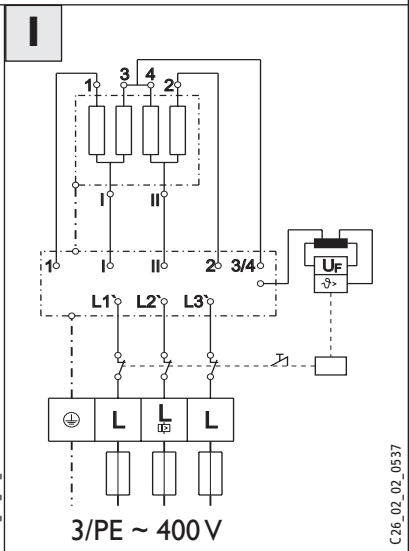 I
1 3 4 2
I II
1 I II 2 3/4
UF
ϑ>
L1` L2` L3`
L L L
3/PE ~ 400 V
C26_02_02_0537